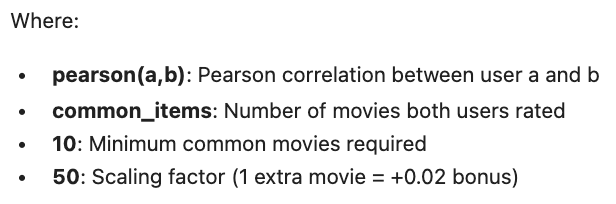 Where:
• pearson(a,b): Pearson correlation between user a and b
• common_items: Number of movies both users rated
• 10: Minimum common movies required
• 50: Scaling factor (1 extra movie = +0.02 bonus)